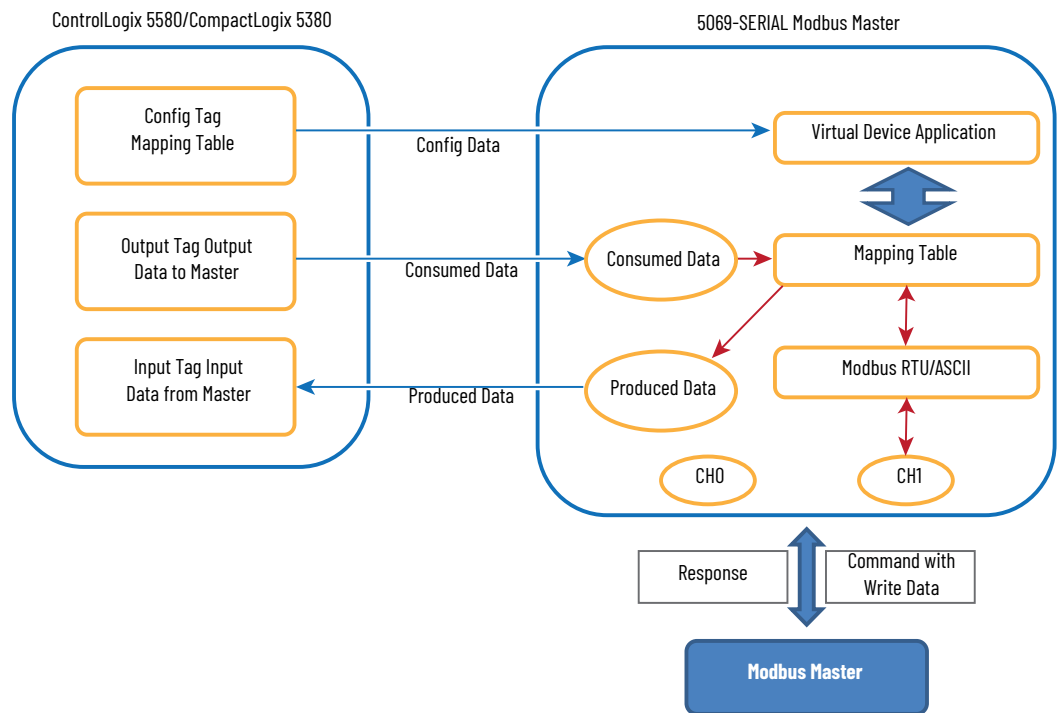 ControlLogix 5580/CompactLogix 5380
5069-SERIAL Modbus Master
Config Tag
Mapping Table
Config Data
Virtual Device Application
Output Tag Output
Data to Master
Consumed Data
Consumed Data
Mapping Table
Input Tag Input
Data from Master
Produced Data
Produced Data
Modbus RTU/ASCII
CH0
CH1
Response
Command with
Write Data
Modbus Master